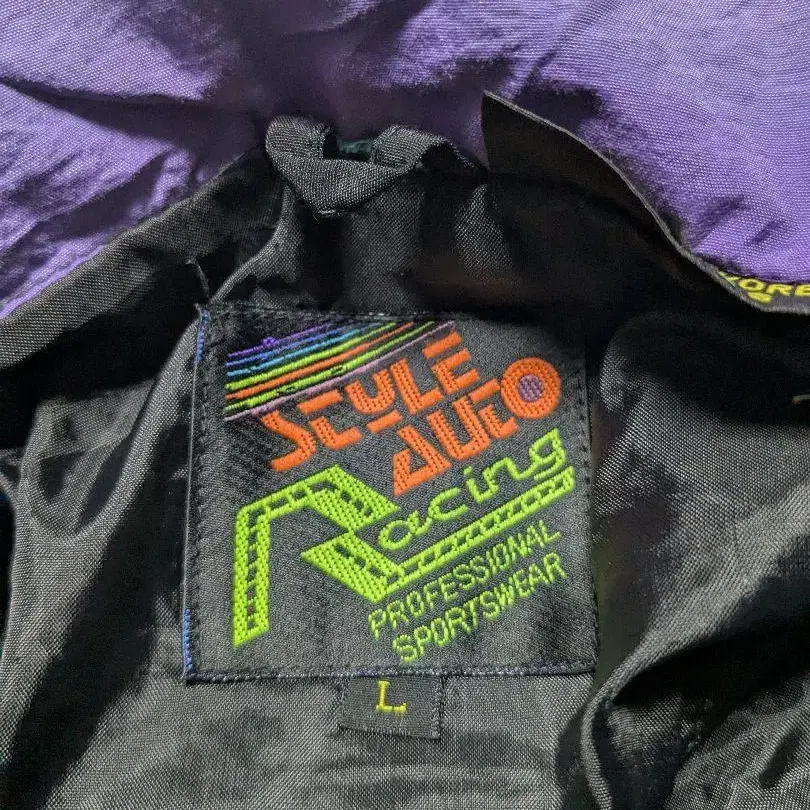 STYLE
AUTO
Racing
PROFESSIONAL
SPORTSWEAR
L